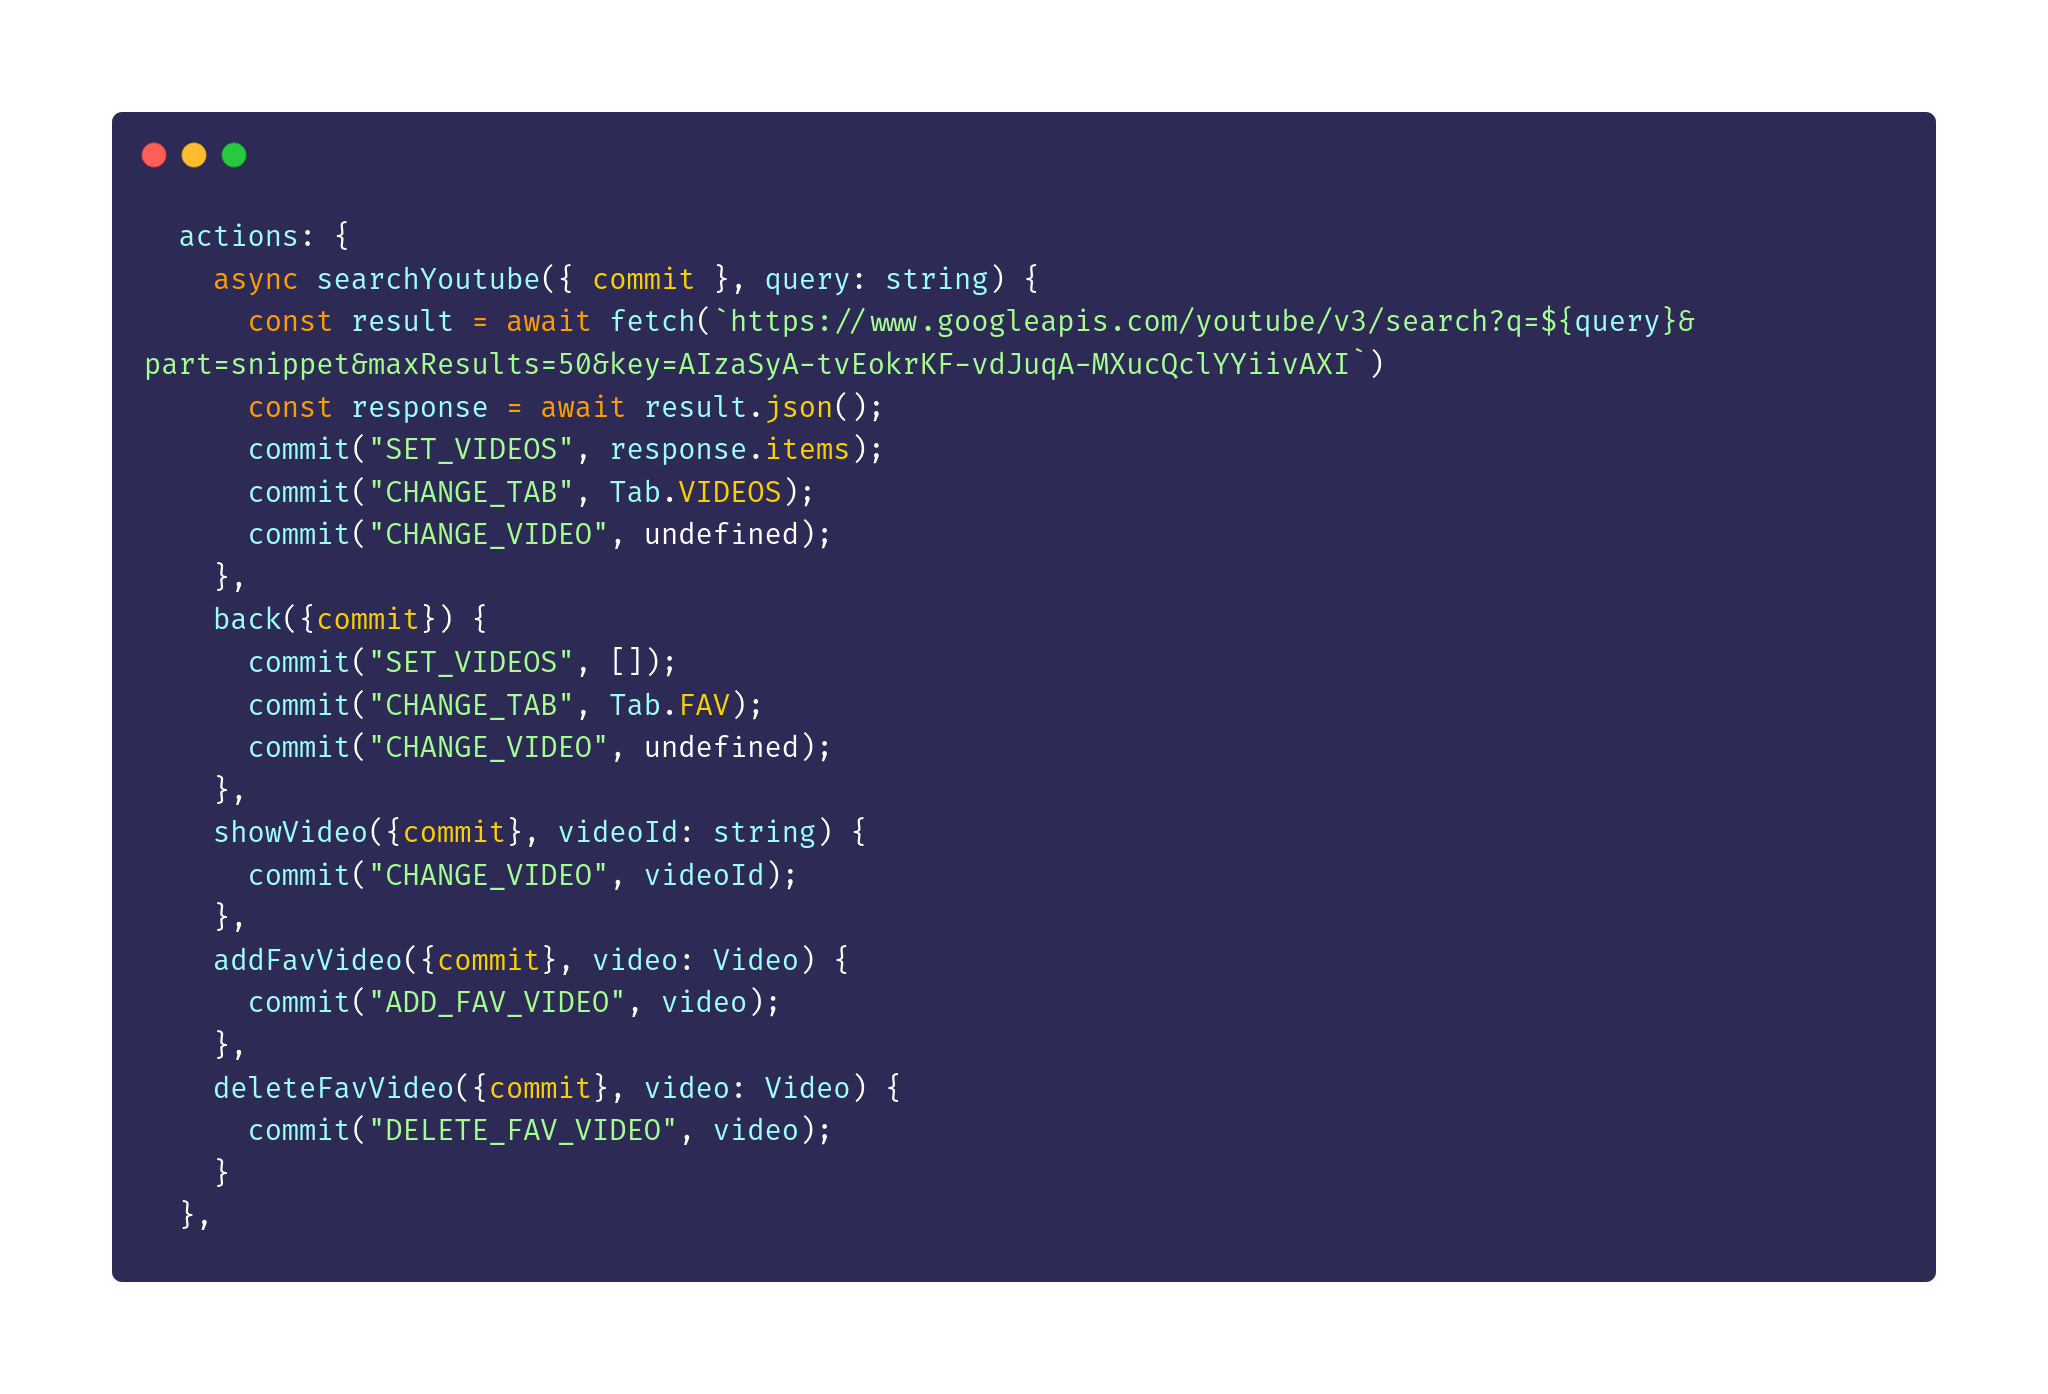 actions: {
async searchYoutube({ commit }, query: string) {
const result = await fetch(`https://www.googleapis.com/youtube/v3/search?q=${query}&
part=snippet&maxResults=50&key=AIzaSyA-tvEokrKF-vdJuqA-MXucQclYYiivAXI`)
const response = await result.json();
commit("SET_VIDEOS", response.items);
commit("CHANGE_TAB", Tab.VIDEOS);
commit("CHANGE_VIDEO", undefined);
},
back({commit}) {
commit("SET_VIDEOS", []);
commit("CHANGE_TAB", Tab.FAV);
commit("CHANGE_VIDEO", undefined);
},
showVideo({commit}, videoId: string) {
commit("CHANGE_VIDEO", videoId);
},
addFavVideo({commit}, video: Video) {
commit("ADD_FAV_VIDEO", video);
},
deleteFavVideo({commit}, video: Video) {
commit("DELETE_FAV_VIDEO", video);
}
},